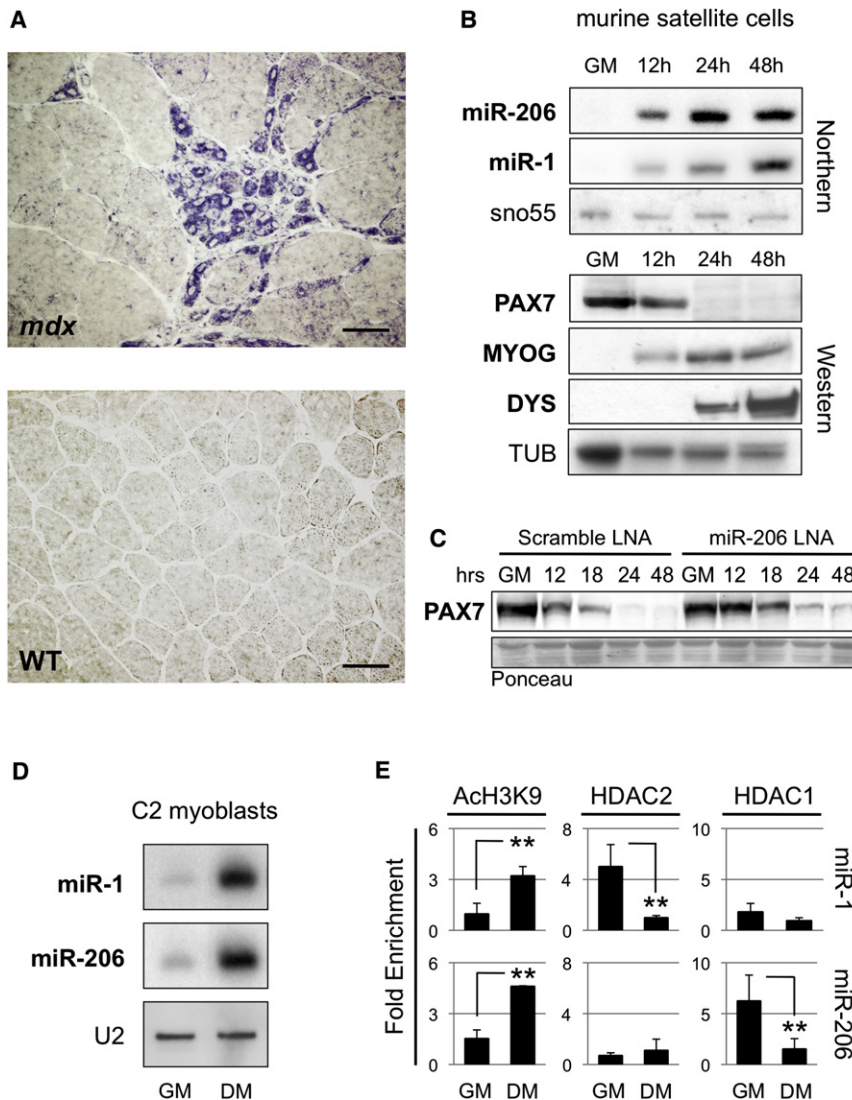 A
mdx
WT
B
murine satellite cells
GM 12h 24h 48h
miR-206
miR-1
sno55
Northern
GM 12h 24h 48h
PAX7
MYOG
DYS
TUB
Western
C
Scramble LNA miR-206 LNA
hrs GM 12 18 24 48 GM 12 18 24 48
PAX7
Ponceau
D
C2 myoblasts
miR-1
miR-206
U2
GM DM
E
AcH3K9 HDAC2 HDAC1
Fold Enrichment
6 8 10
3 4 5
0 0 0
** ** 
miR-1
6 8 10
3 4 5
0 0 0
** **
miR-206
GM DM GM DM GM DM